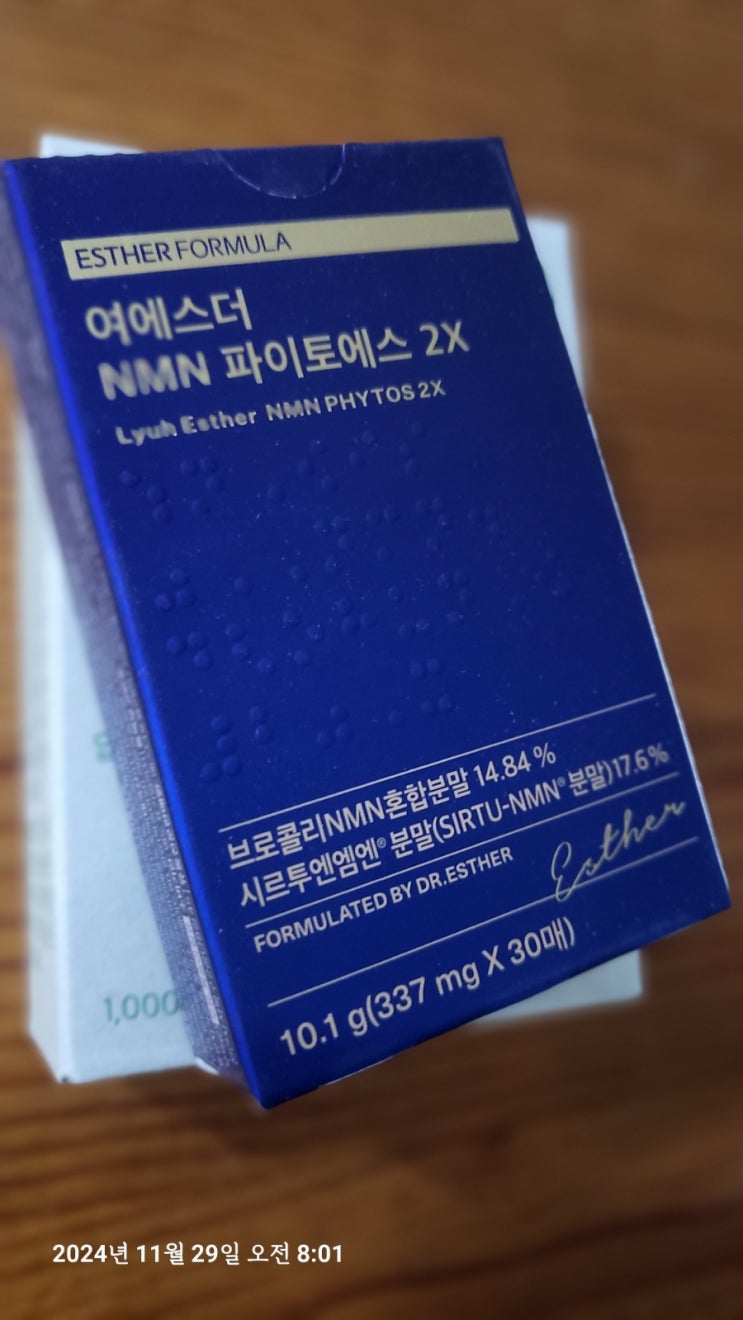 ESTHER FORMULA
여에스더
NMN 파이토에스 2X
Lyuh Esther NMN PHYTOS 2X
브로콜리NMN혼합분말 14.84 %
시르투엔엠엔® 분말(SIRTU-NMN® 분말)17.6%
FORMULATED BY DR.ESTHER
Esther
10.1 g(337 mg X 30매)
1,000
2024년 11월 29일 오전 8:01